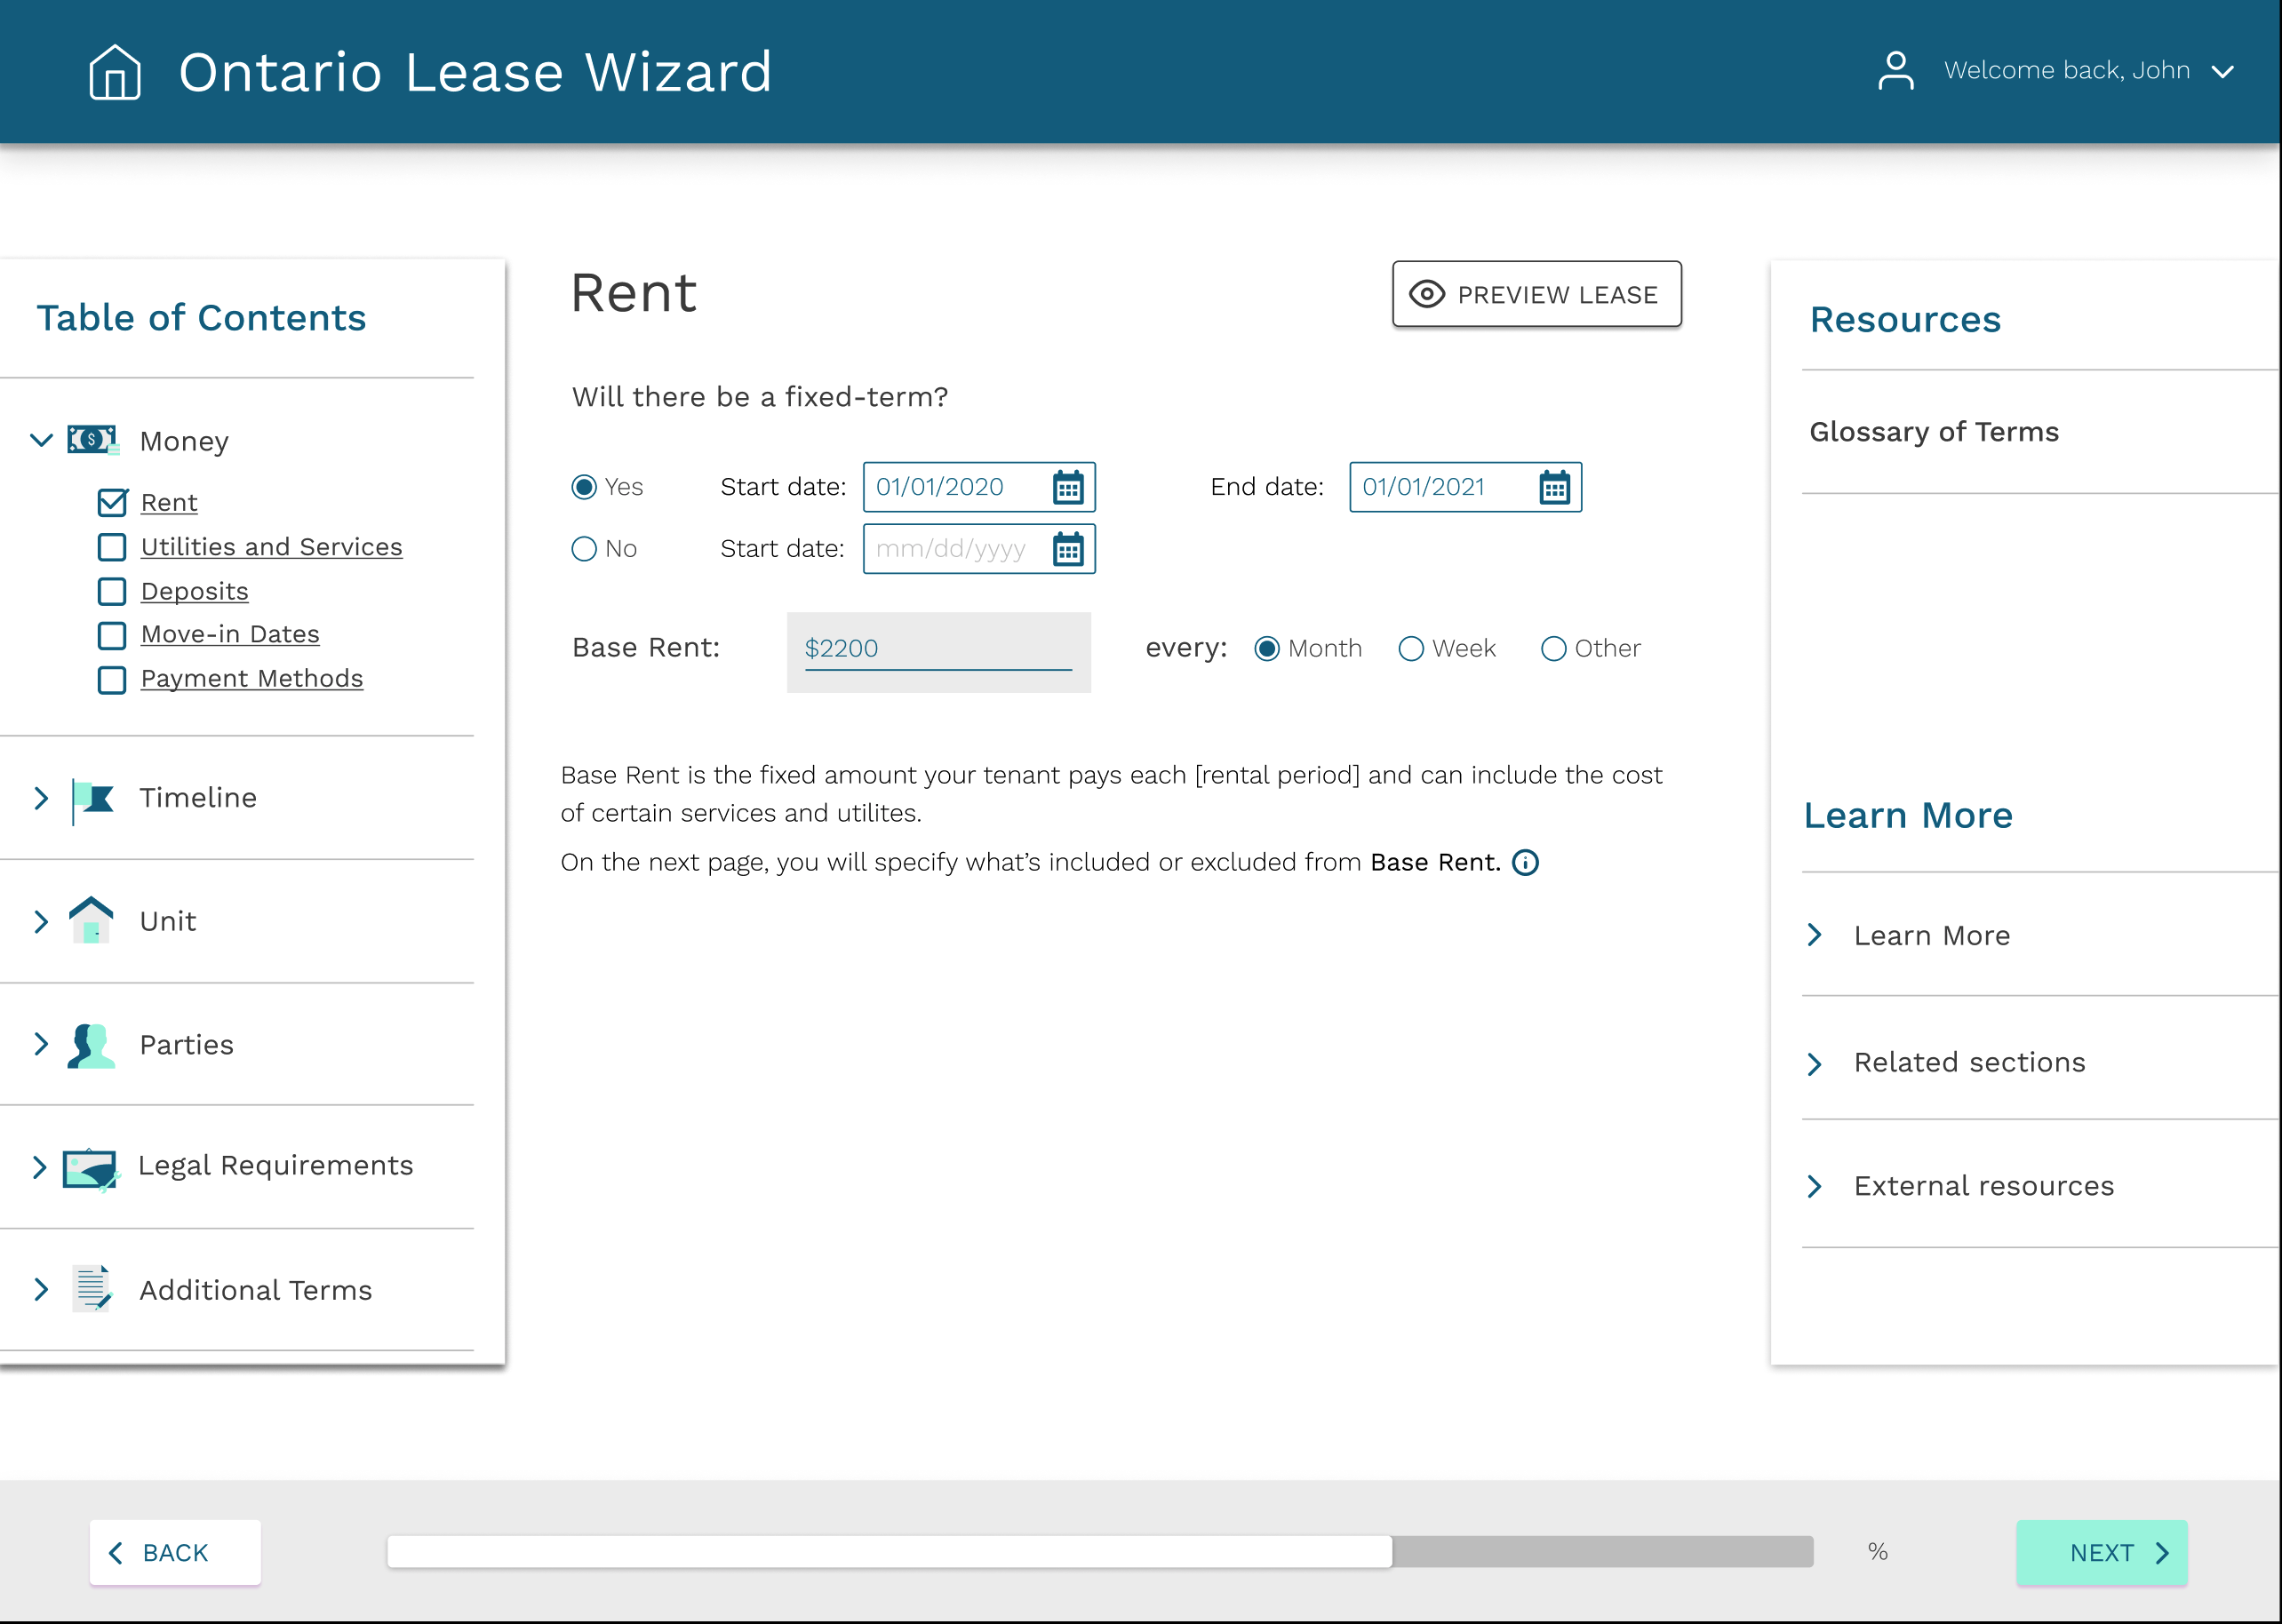 Ontario Lease Wizard
Welcome back, John
Table of Contents
Money
Rent
Utilities and Services
Deposits
Move-in Dates
Payment Methods
Timeline
Unit
Parties
Legal Requirements
Additional Terms
Rent
PREVIEW LEASE
Will there be a fixed-term?
Yes Start date: 01/01/2020 End date: 01/01/2021
No Start date: mm/dd/yyyy
Base Rent: $2200 every: Month Week Other
Base Rent is the fixed amount your tenant pays each [rental period] and can include the cost
of certain services and utilites.
On the next page, you will specify what’s included or excluded from Base Rent.
Resources
Glossary of Terms
Learn More
Learn More
Related sections
External resources
BACK
%
NEXT